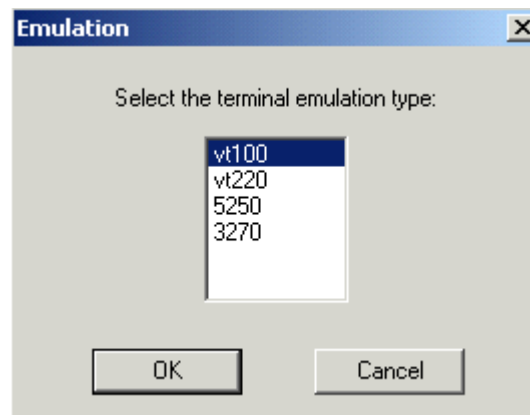 Emulation
Select the terminal emulation type:
vt100
vt220
5250
3270
OK
Cancel